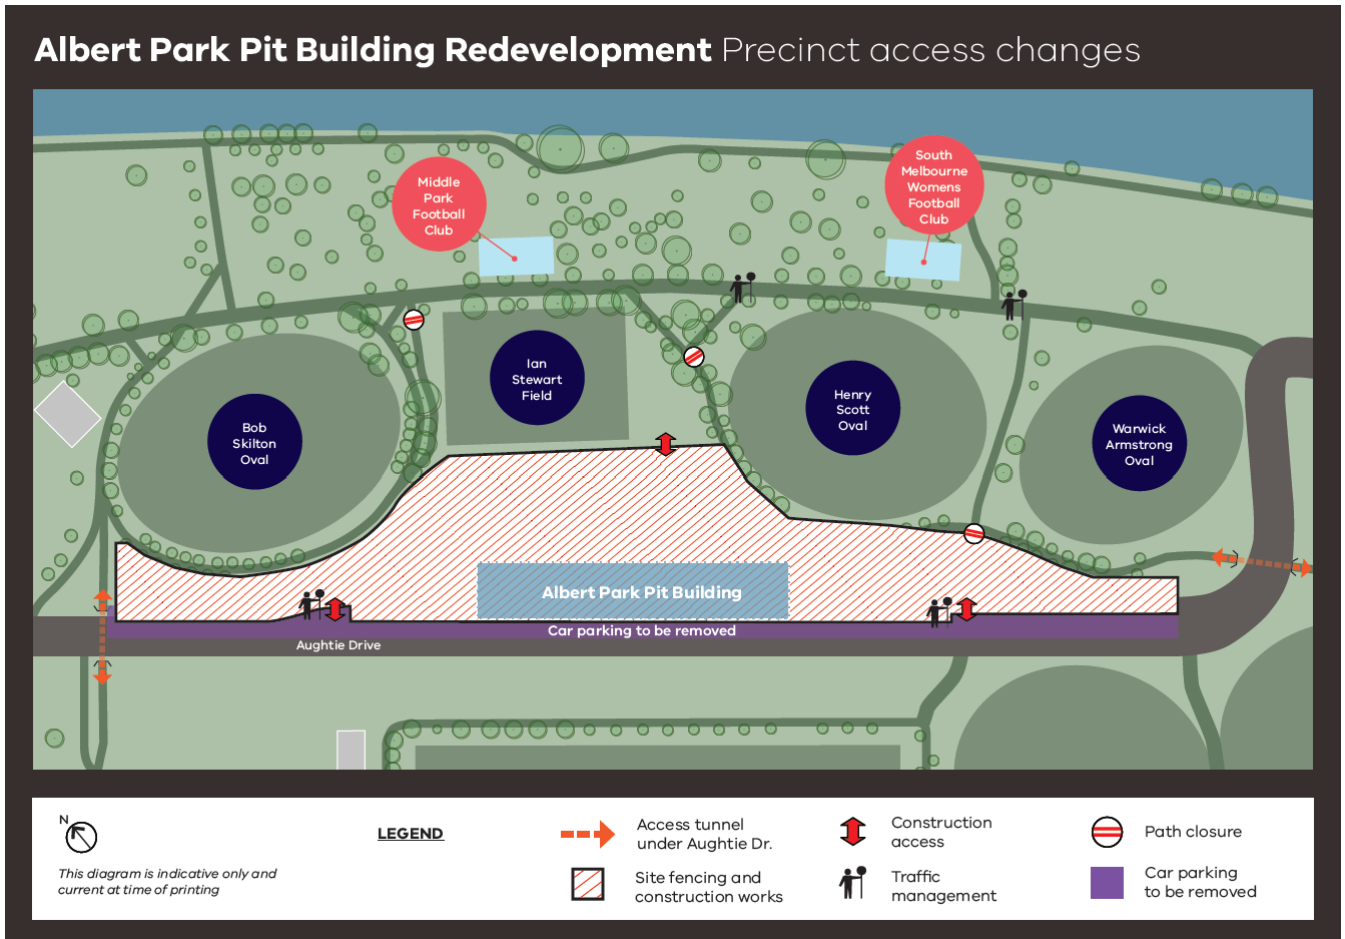 Albert Park Pit Building Redevelopment Precinct access changes
Middle
Park
Football
Club
South
Melbourne
Womens
Football
Club
Ian
Stewart
Field
Henry
Scott
Oval
Bob
Skilton
Oval
Warwick
Armstrong
Oval
Albert Park Pit Building
Car parking to be removed
Aughtie Drive
N
This diagram is indicative only and
current at time of printing
LEGEND
Access tunnel
under Aughtie Dr.
Site fencing and
construction works
Construction
access
Traffic
management
Path closure
Car parking
to be removed